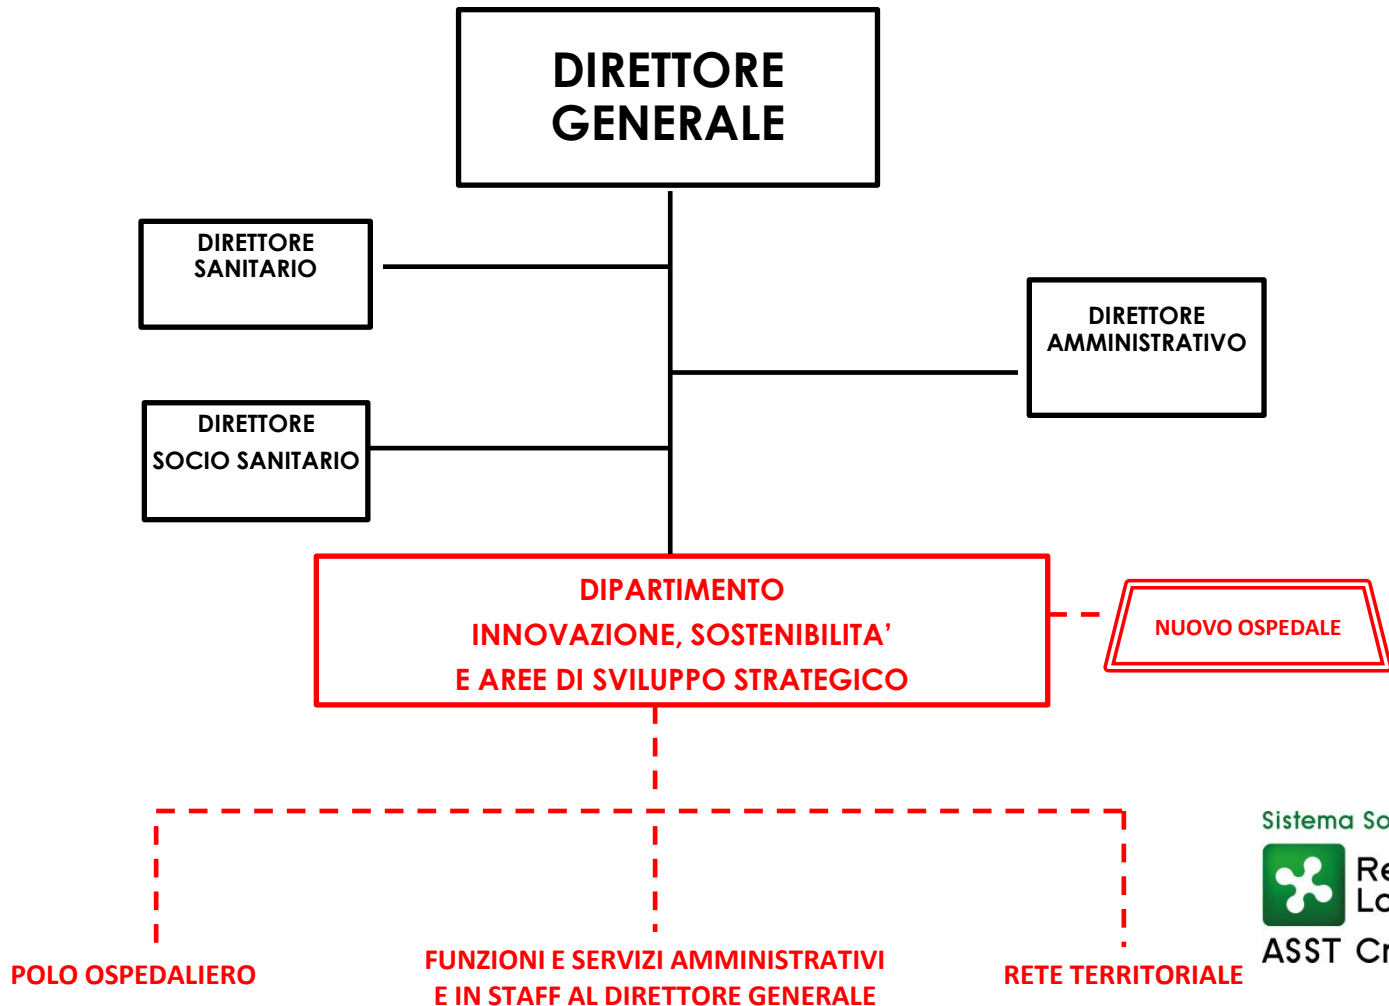 DIRETTORE
GENERALE
DIRETTORE
SANITARIO
DIRETTORE
AMMINISTRATIVO
DIRETTORE
SOCIO SANITARIO
DIPARTIMENTO
INNOVAZIONE, SOSTENIBILITA’
E AREE DI SVILUPPO STRATEGICO
NUOVO OSPEDALE
Sistema
ASST
POLO OSPEDALIERO
FUNZIONI E SERVIZI AMMINISTRATIVI
E IN STAFF AL DIRETTORE GENERALE
RETE TERRITORIALE